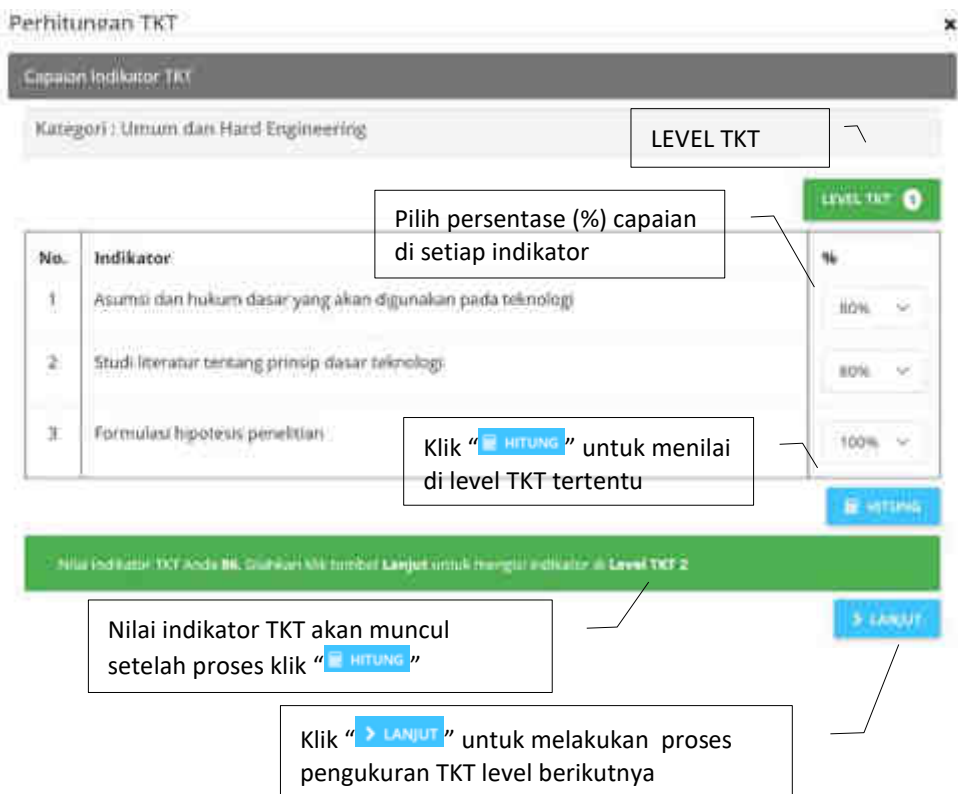 Perhitungan TKT
Capaian Indikator TKT
Kategori : Umum dan Hard Engineering
LEVEL TKT
LEVEL TKT 1
Pilih persentase (%) capaian
di setiap indikator
No. Indikator %
1 Asumsi dan hukum dasar yang akan digunakan pada teknologi 80%
2 Studi literatur tentang prinsip dasar teknologi 80%
3 Formulasi hipotesis penelitian 100%
Klik “ HITUNG ” untuk menilai
di level TKT tertentu
HITUNG
Nilai indikator TKT Anda 86. Silahkan klik tombol Lanjut untuk mengisi indikator di Level TKT 2
LANJUT
Nilai indikator TKT akan muncul
setelah proses klik “ HITUNG ”
Klik “ LANJUT ” untuk melakukan proses
pengukuran TKT level berikutnya